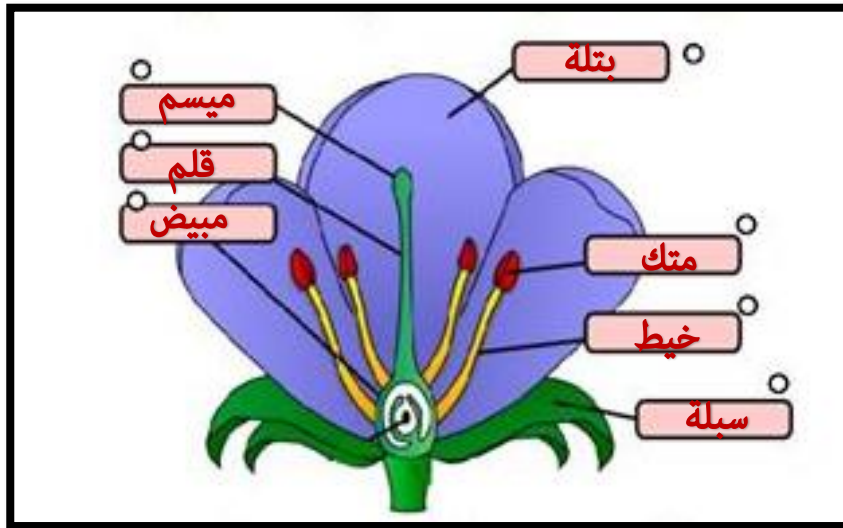 بتلة
ميسم
قلم
مبيض
متك
خيط
سبلة